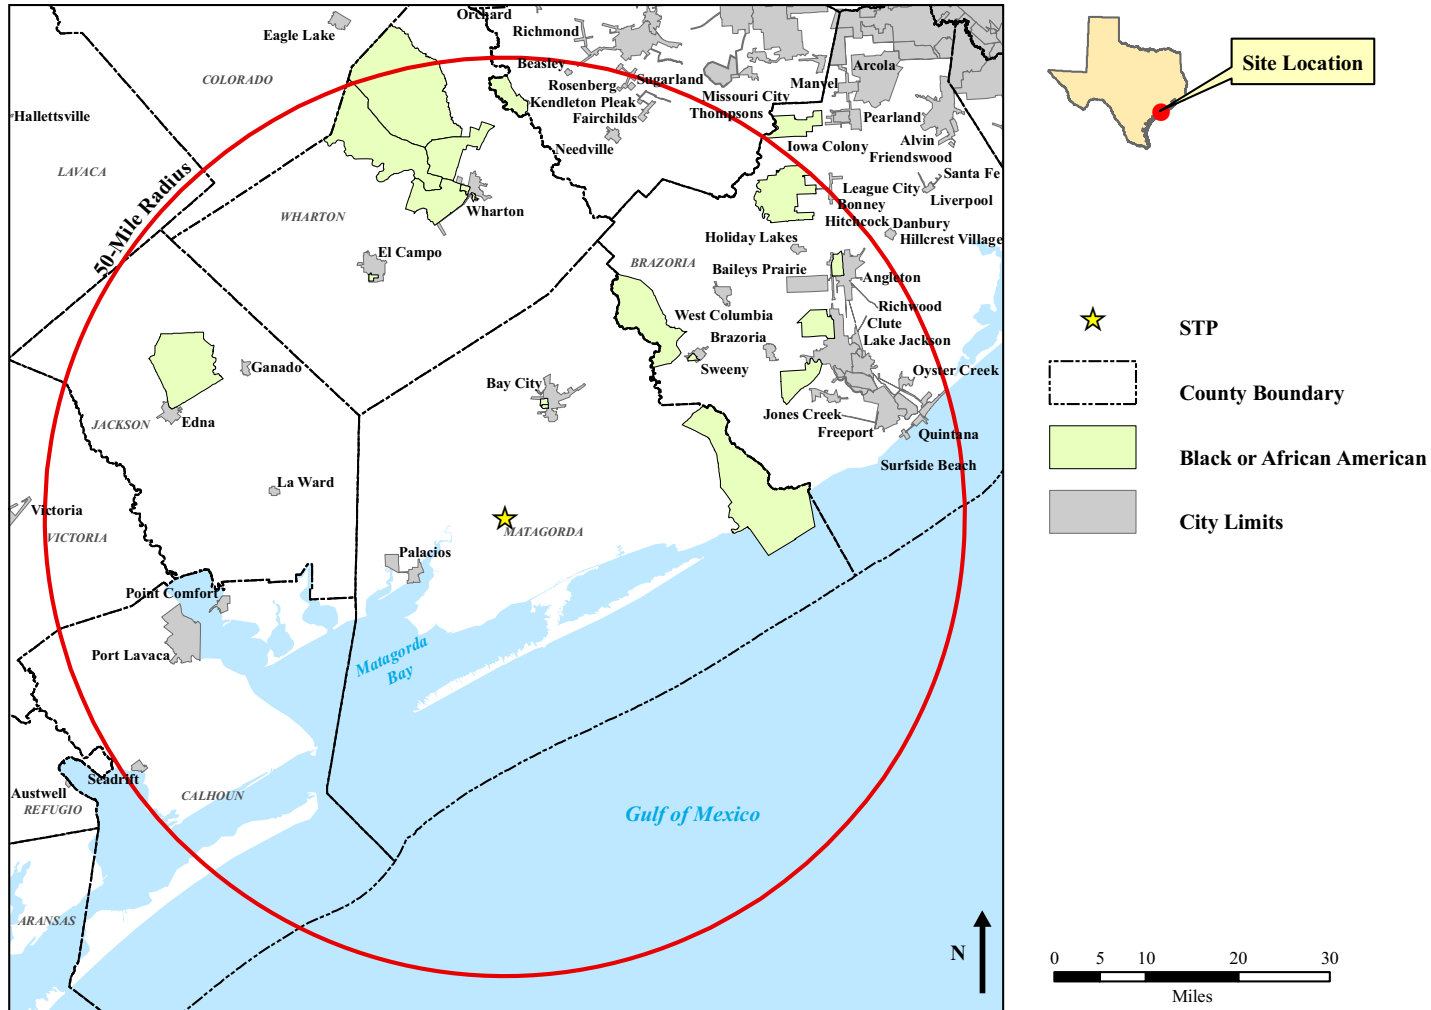 Orchard
Eagle Lake
Richmond
COLORADO
Beasley
Rosenberg
Sugarland
Arcola
Manvel
Missouri City
Kendleton Pleak
Thompsons
Fairchilds
Pearland
Hallettsville
Needville
Alvin
Iowa Colony
Friendswood
LAVACA
Santa Fe
League City
Liverpool
Bonney
50-Mile Radius
WHARTON
Wharton
Hitchcock
Danbury
Holiday Lakes
Hillcrest Village
El Campo
BRAZORIA
Baileys Prairie
Angleton
Richwood
West Columbia
Clute
Brazoria
Lake Jackson
Ganado
Sweeny
Oyster Creek
Bay City
Jones Creek
Edna
JACKSON
Freeport
Quintana
Surfside Beach
La Ward
Victoria
VICTORIA
MATAGORDA
Palacios
Point Comfort
Port Lavaca
Matagorda
Bay
Seadrift
Austwell
REFUGIO
CALHOUN
Gulf of Mexico
ARANSAS
N
Site Location
STP
County Boundary
Black or African American
City Limits
0 5 10 20 30
Miles